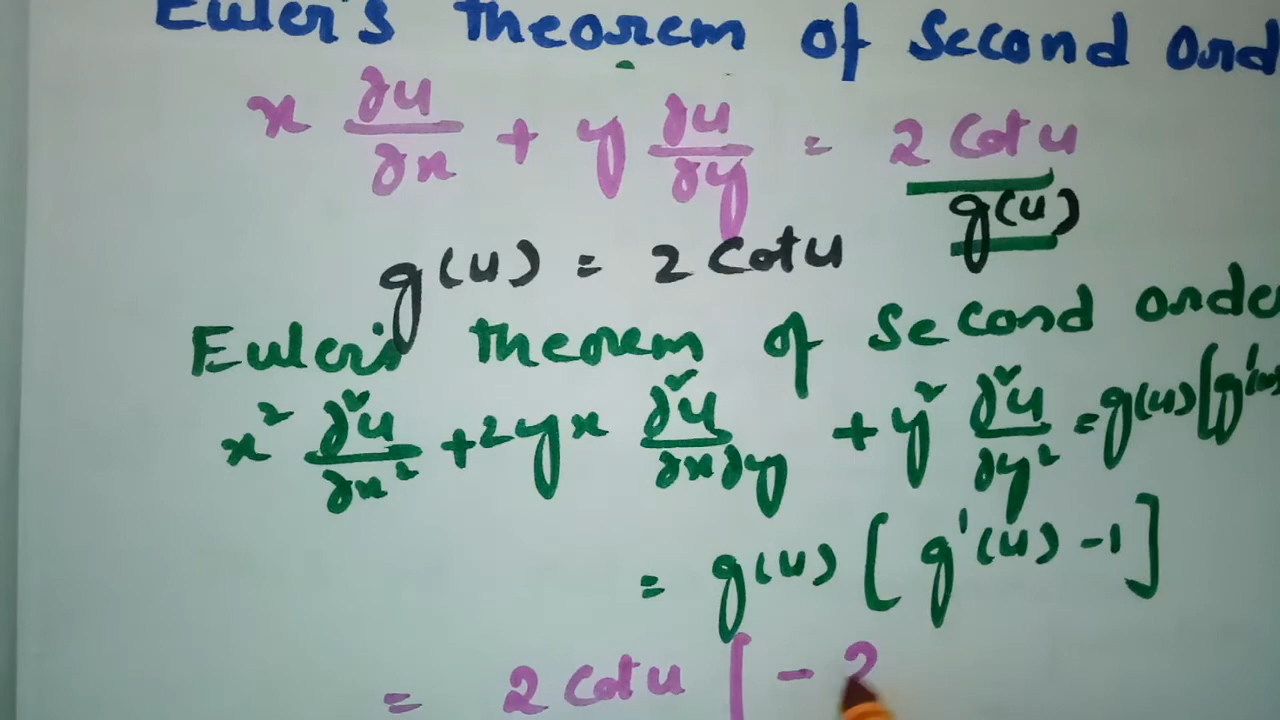 Euler's theorem of Second ord
x ∂u/∂x + y ∂u/∂y = 2 Cot u
g(u)
g(u) = 2 Cot u
Euler's theorem of Second orde
x² ∂²u/∂x² + 2yx ∂²u/∂x∂y + y² ∂²u/∂y² = g(u) [g'(u)
= g(u) [ g'(u) - 1 ]
= 2 Cot u [ - 2